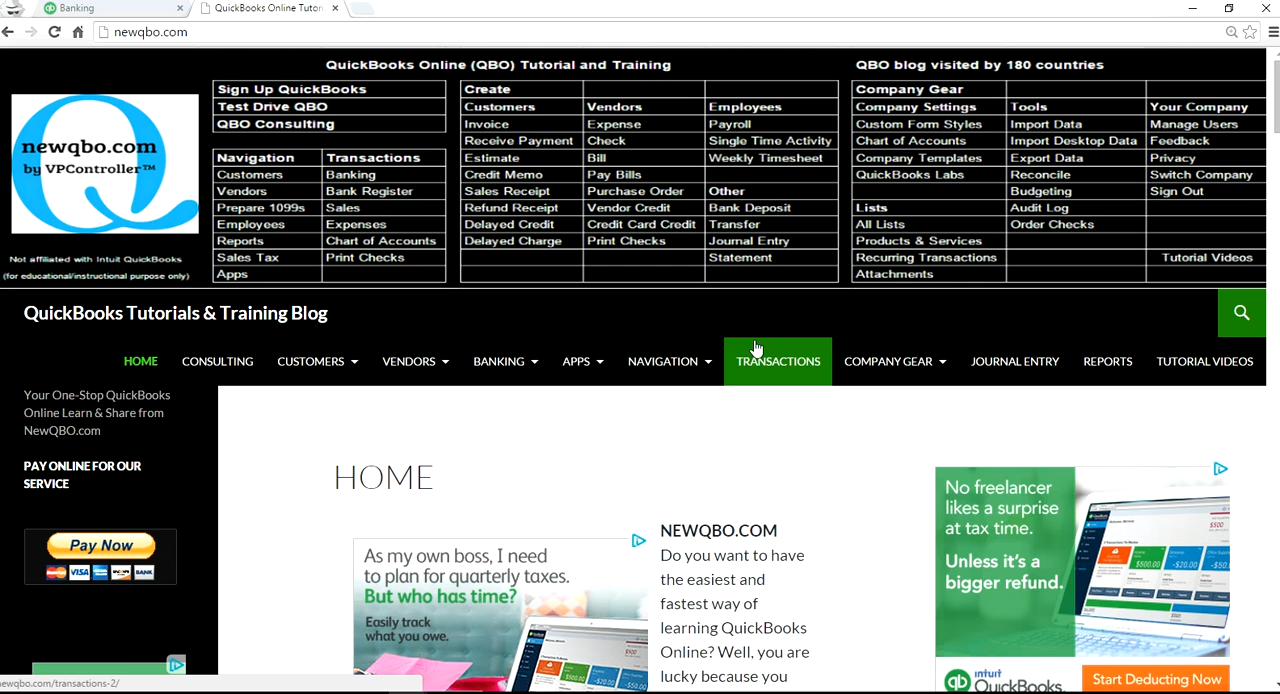 Banking
QuickBooks Online Tutori
newqbo.com
QuickBooks Online (QBO) Tutorial and Training
QBO blog visited by 180 countries
newqbo.com
by VPController™
Not affiliated with Intuit QuickBooks
(for educational/instructional purpose only)
Sign Up QuickBooks
Test Drive QBO
QBO Consulting
Navigation Transactions
Customers Banking
Vendors Bank Register
Prepare 1099s Sales
Employees Expenses
Reports Chart of Accounts
Sales Tax Print Checks
Apps
Create
Customers Vendors Employees
Invoice Expense Payroll
Receive Payment Check Single Time Activity
Estimate Bill Weekly Timesheet
Credit Memo Pay Bills
Sales Receipt Purchase Order Other
Refund Receipt Vendor Credit Bank Deposit
Delayed Credit Credit Card Credit Transfer
Delayed Charge Print Checks Journal Entry
Statement
Company Gear
Company Settings Tools Your Company
Custom Form Styles Import Data Manage Users
Chart of Accounts Import Desktop Data Feedback
Company Templates Export Data Privacy
QuickBooks Labs Reconcile Switch Company
Budgeting Sign Out
Lists Audit Log
All Lists Order Checks
Products & Services
Recurring Transactions Tutorial Videos
Attachments
QuickBooks Tutorials & Training Blog
HOME CONSULTING CUSTOMERS VENDORS BANKING APPS NAVIGATION TRANSACTIONS COMPANY GEAR JOURNAL ENTRY REPORTS TUTORIAL VIDEOS
Your One-Stop QuickBooks
Online Learn & Share from
NewQBO.com
PAY ONLINE FOR OUR
SERVICE
Pay Now
VISA
BANK
HOME
As my own boss, I need
to plan for quarterly taxes.
But who has time?
Easily track
what you owe.
NEWQBO.COM
Do you want to have
the easiest and
fastest way of
learning QuickBooks
Online? Well, you are
lucky because you
No freelancer
likes a surprise
at tax time.
Unless it's a
bigger refund.
intuit
QuickBooks.
Start Deducting Now
ewqbo.com/transactions-2/